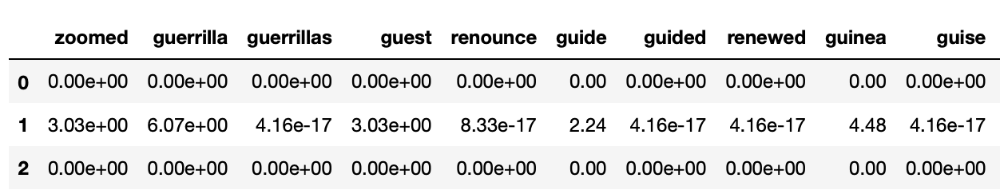 zoomed guerrilla guerrillas guest renounce guide guided renewed guinea guise
0 0.00e+00 0.00e+00 0.00e+00 0.00e+00 0.00e+00 0.00 0.00e+00 0.00e+00 0.00 0.00e+00
1 3.03e+00 6.07e+00 4.16e-17 3.03e+00 8.33e-17 2.24 4.16e-17 4.16e-17 4.48 4.16e-17
2 0.00e+00 0.00e+00 0.00e+00 0.00e+00 0.00e+00 0.00 0.00e+00 0.00e+00 0.00 0.00e+00